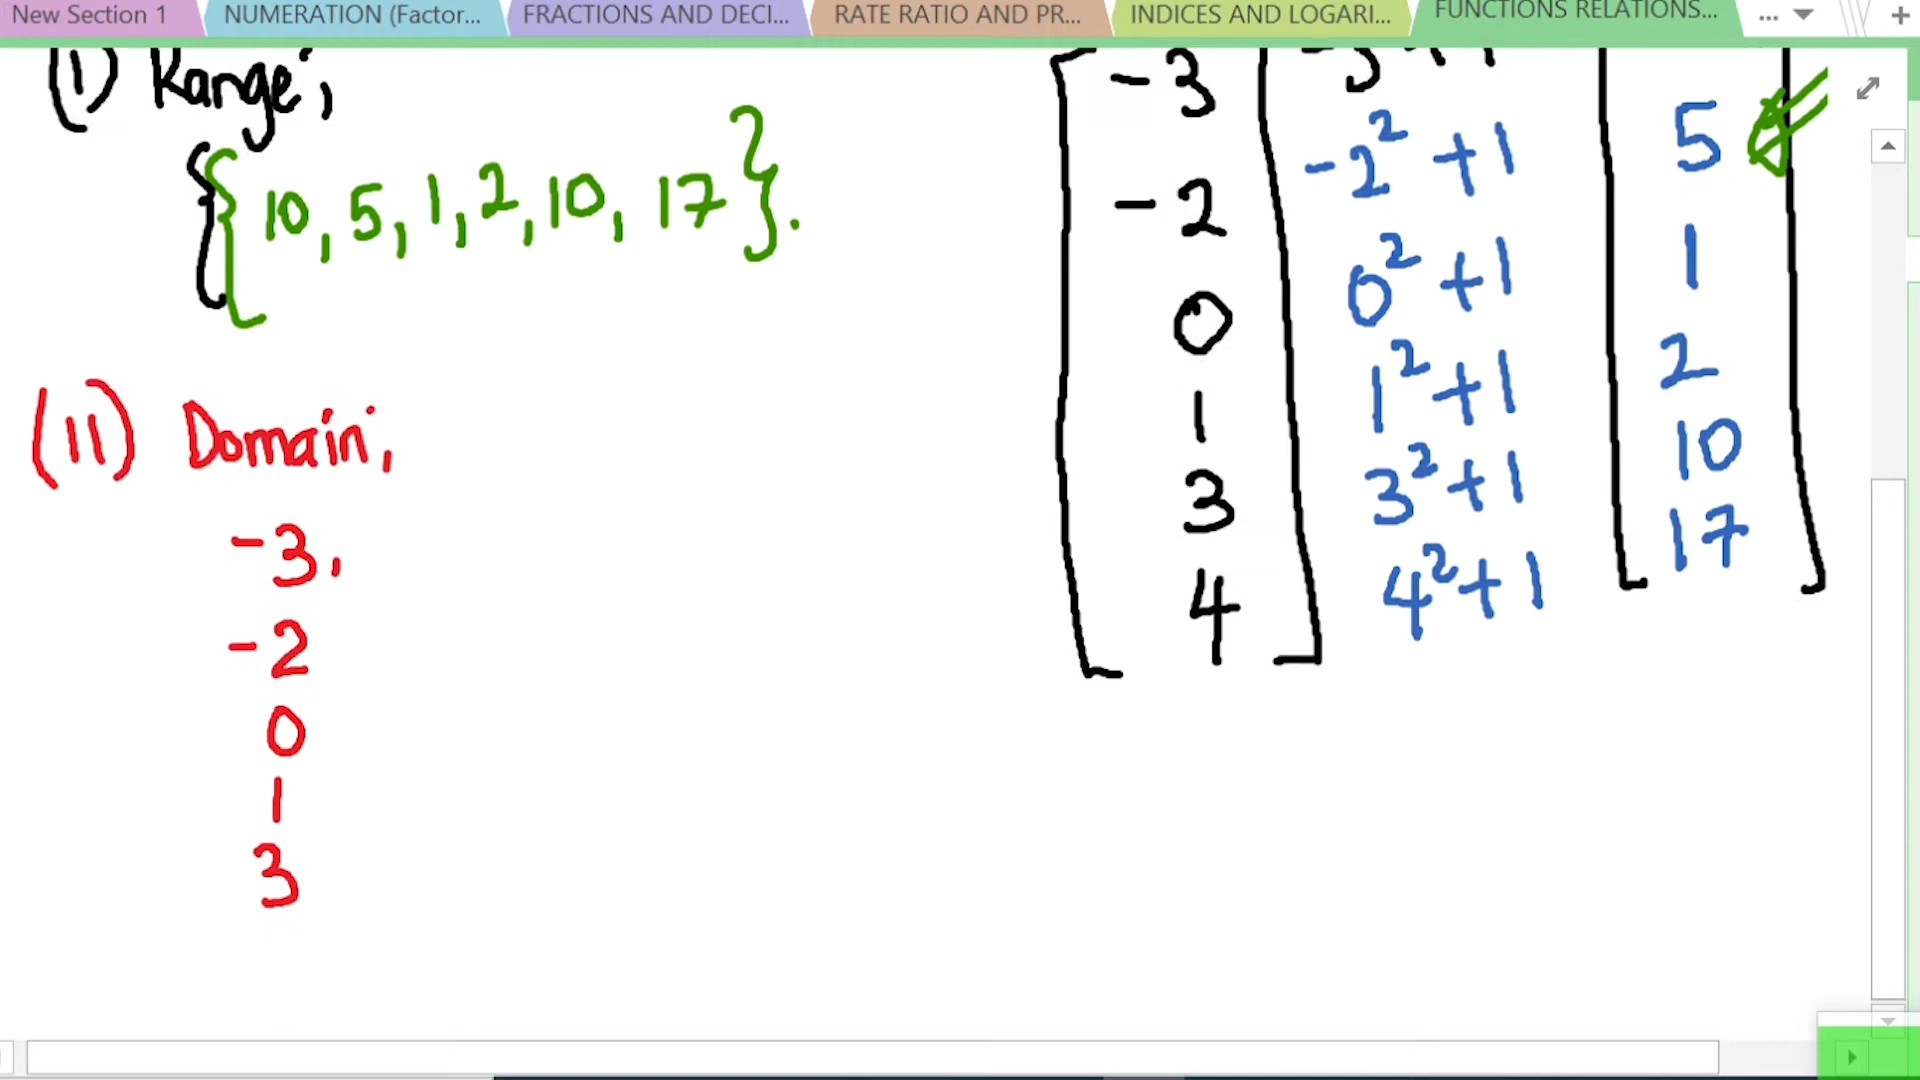 New Section 1
NUMERATION (Factor...
FRACTIONS AND DECI...
RATE RATIO AND PR...
INDICES AND LOGARI...
FUNCTIONS RELATIONS...
...
(i) Range,
{{10, 5, 1, 2, 10, 17}.
(11) Domain,
-3,
-2
0
1
3
-3
-2
0
1
3
4
-2² +1
0² +1
1² +1
3² +1
4² +1
5
1
2
10
17